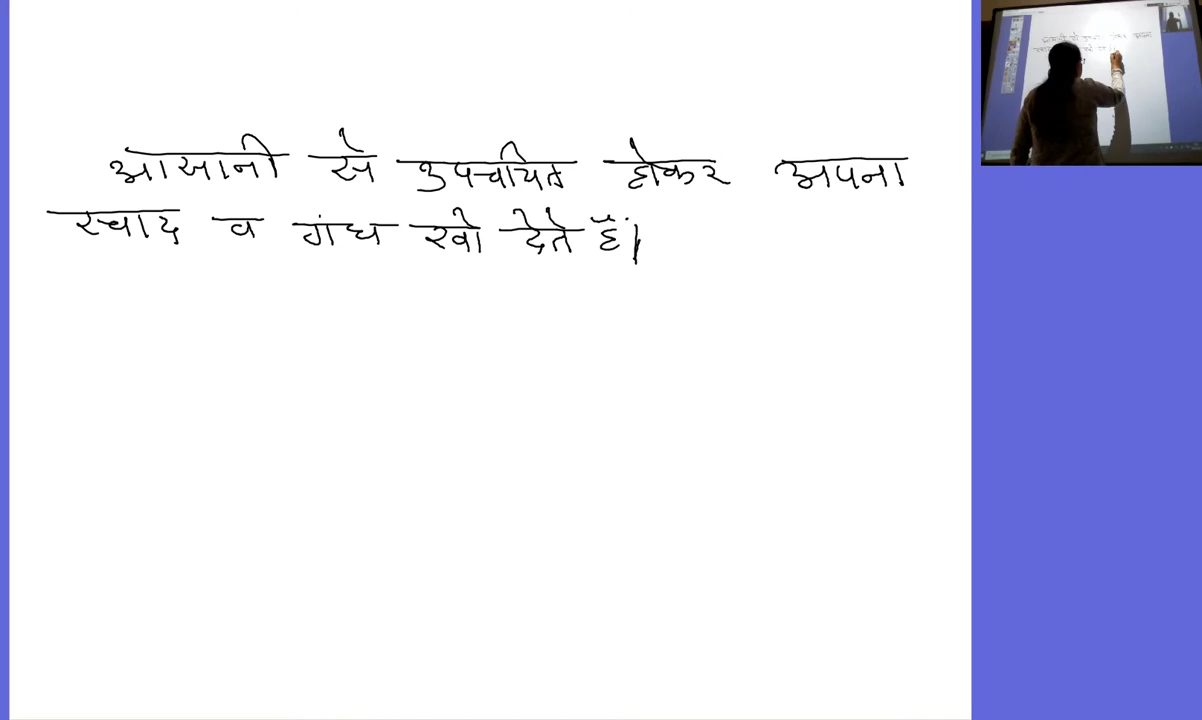 आसानी से उपचयित होकर अपना
स्वाद व गंध खो देते हैं।